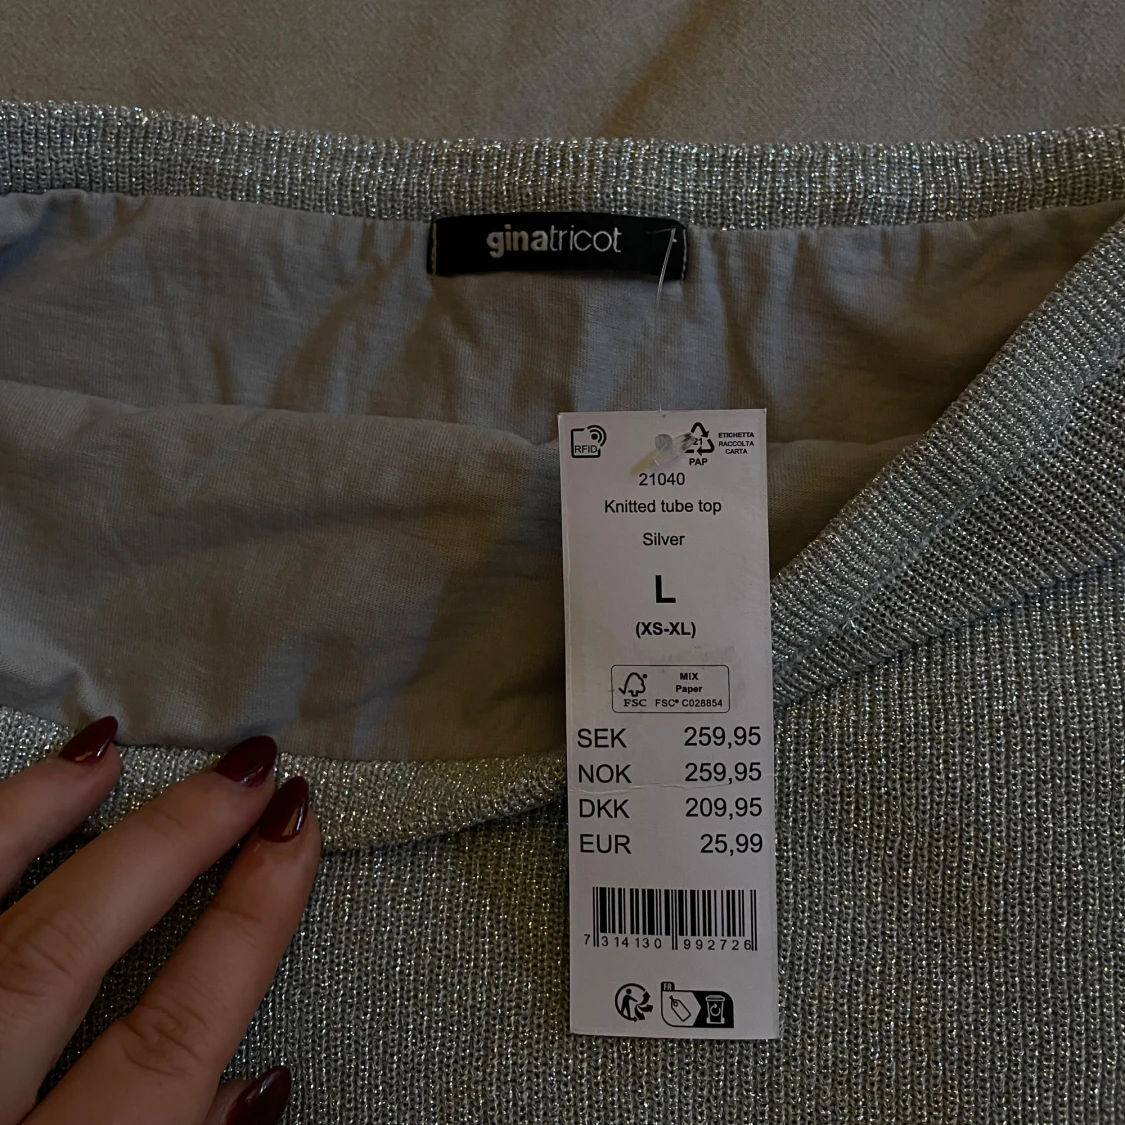 ginatricot
RFID
21
PAP
ETICHETTA
RACCOLTA
CARTA
21040
Knitted tube top
Silver
L
(XS-XL)
FSC
MIX
Paper
FSC® C028854
SEK 259,95
NOK 259,95
DKK 209,95
EUR 25,99
7 314130 992726
FR